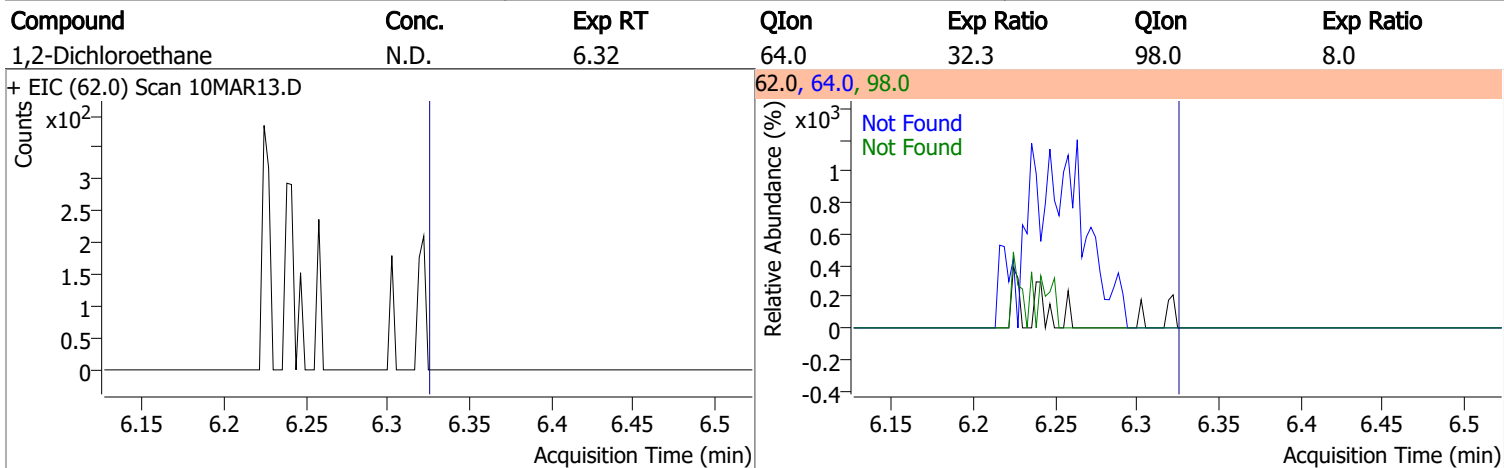 Compound Conc. Exp RT QIon Exp Ratio QIon Exp Ratio
1,2-Dichloroethane N.D. 6.32 64.0 32.3 98.0 8.0
+ EIC (62.0) Scan 10MAR13.D
Counts
x10²
3
2.5
2
1.5
1
0.5
0
6.15 6.2 6.25 6.3 6.35 6.4 6.45 6.5
Acquisition Time (min)
62.0, 64.0, 98.0
Relative Abundance (%)
x10³
Not Found
Not Found
1
0.8
0.6
0.4
0.2
0
-0.2
-0.4
6.15 6.2 6.25 6.3 6.35 6.4 6.45 6.5
Acquisition Time (min)